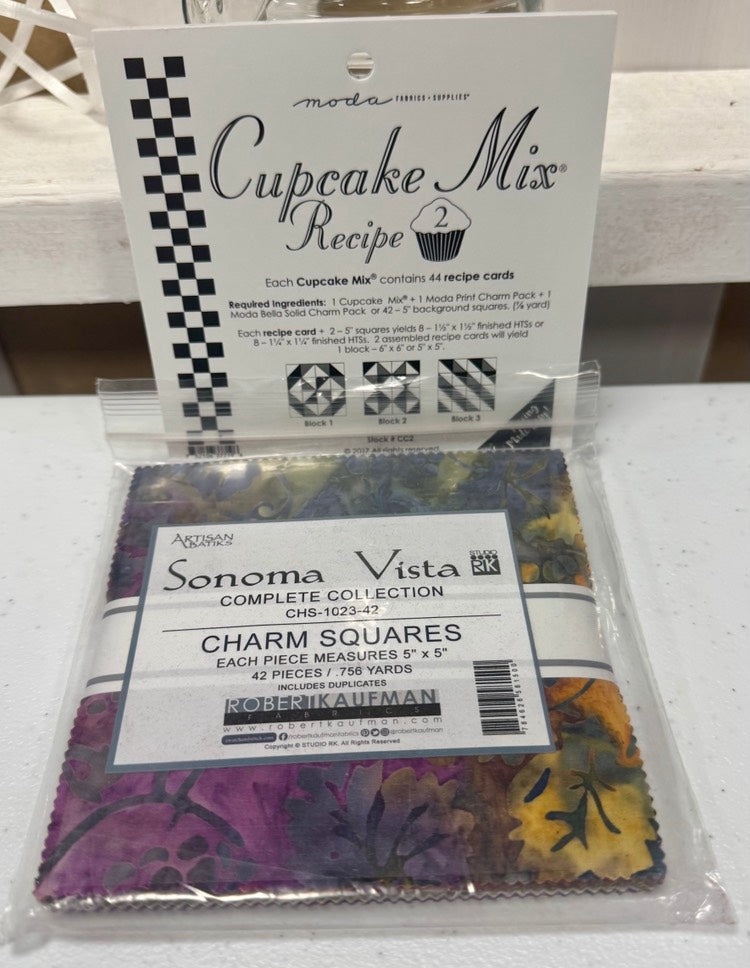 moda FABRICS + SUPPLIES®
Cupcake Mix®
Recipe 2
Each Cupcake Mix® contains 44 recipe cards
Required Ingredients: 1 Cupcake Mix® + 1 Moda Print Charm Pack + 1
Moda Bella Solid Charm Pack or 42 – 5" background squares. (⅞ yard)
Each recipe card + 2 – 5" squares yields 8 – 1½" x 1½" finished HTs or
8 – 1¼" x 1¼" finished HTs. 2 assembled recipe cards will yield
1 block – 6" x 6" or 5" x 5".
Block 1 Block 2 Block 3
Stock # CC2
© 2017 All rights reserved
ARTISAN
BATIKS
Sonoma Vista
STUDIO
RK
COMPLETE COLLECTION
CHS-1023-42
CHARM SQUARES
EACH PIECE MEASURES 5" x 5"
42 PIECES / .756 YARDS
INCLUDES DUPLICATES
ROBERT KAUFMAN
FABRICS
www.robertkaufman.com
/robertkaufmanfabrics @robertkaufman
Copyright © STUDIO RK, All Rights Reserved